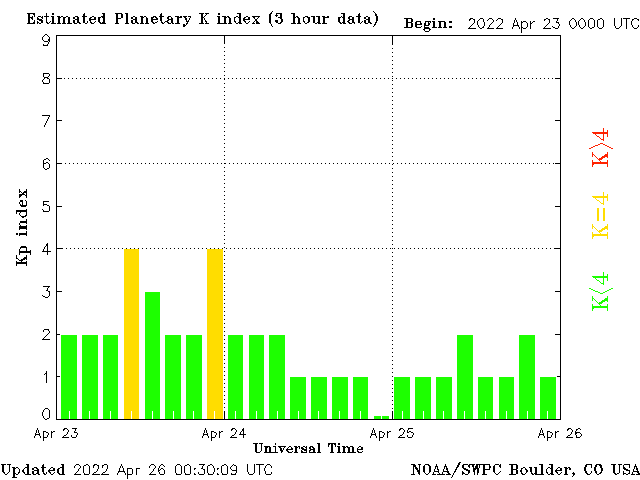 Estimated Planetary K index (3 hour data) Begin: 2022 Apr 23 0000 UTC
9
8
7
6
5
4
3
2
1
0
Kp index
K>4
K=4
K<4
Apr 23 Apr 24 Apr 25 Apr 26
Universal Time
Updated 2022 Apr 26 00:30:09 UTC NOAA/SWPC Boulder, CO USA